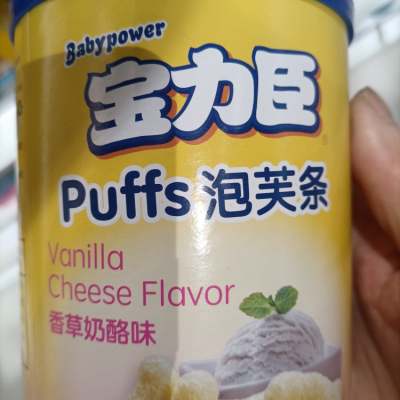 Babypower
宝力臣
Puffs 泡芙条
Vanilla
Cheese Flavor
香草奶酪味